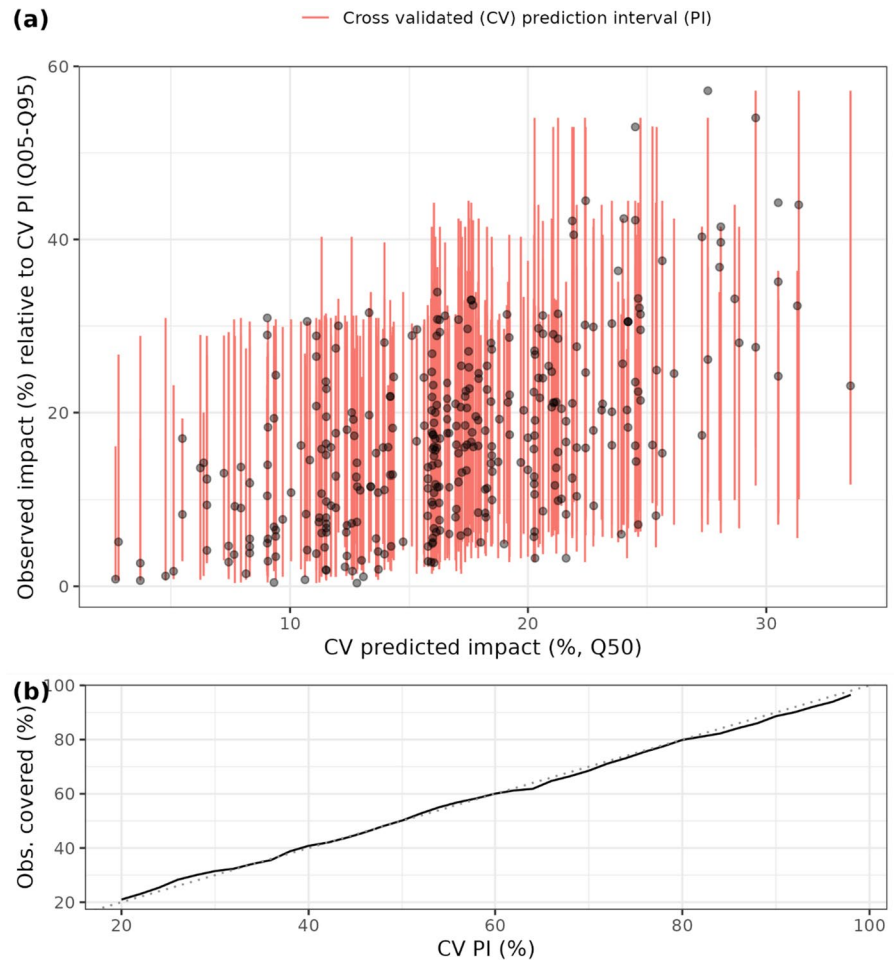 (a)
Cross validated (CV) prediction interval (PI)
Observed impact (%) relative to CV PI (Q05-Q95)
60
40
20
0
10
20
30
CV predicted impact (%, Q50)
(b)
Obs. covered (%)
100
80
60
40
20
20
40
60
80
100
CV PI (%)